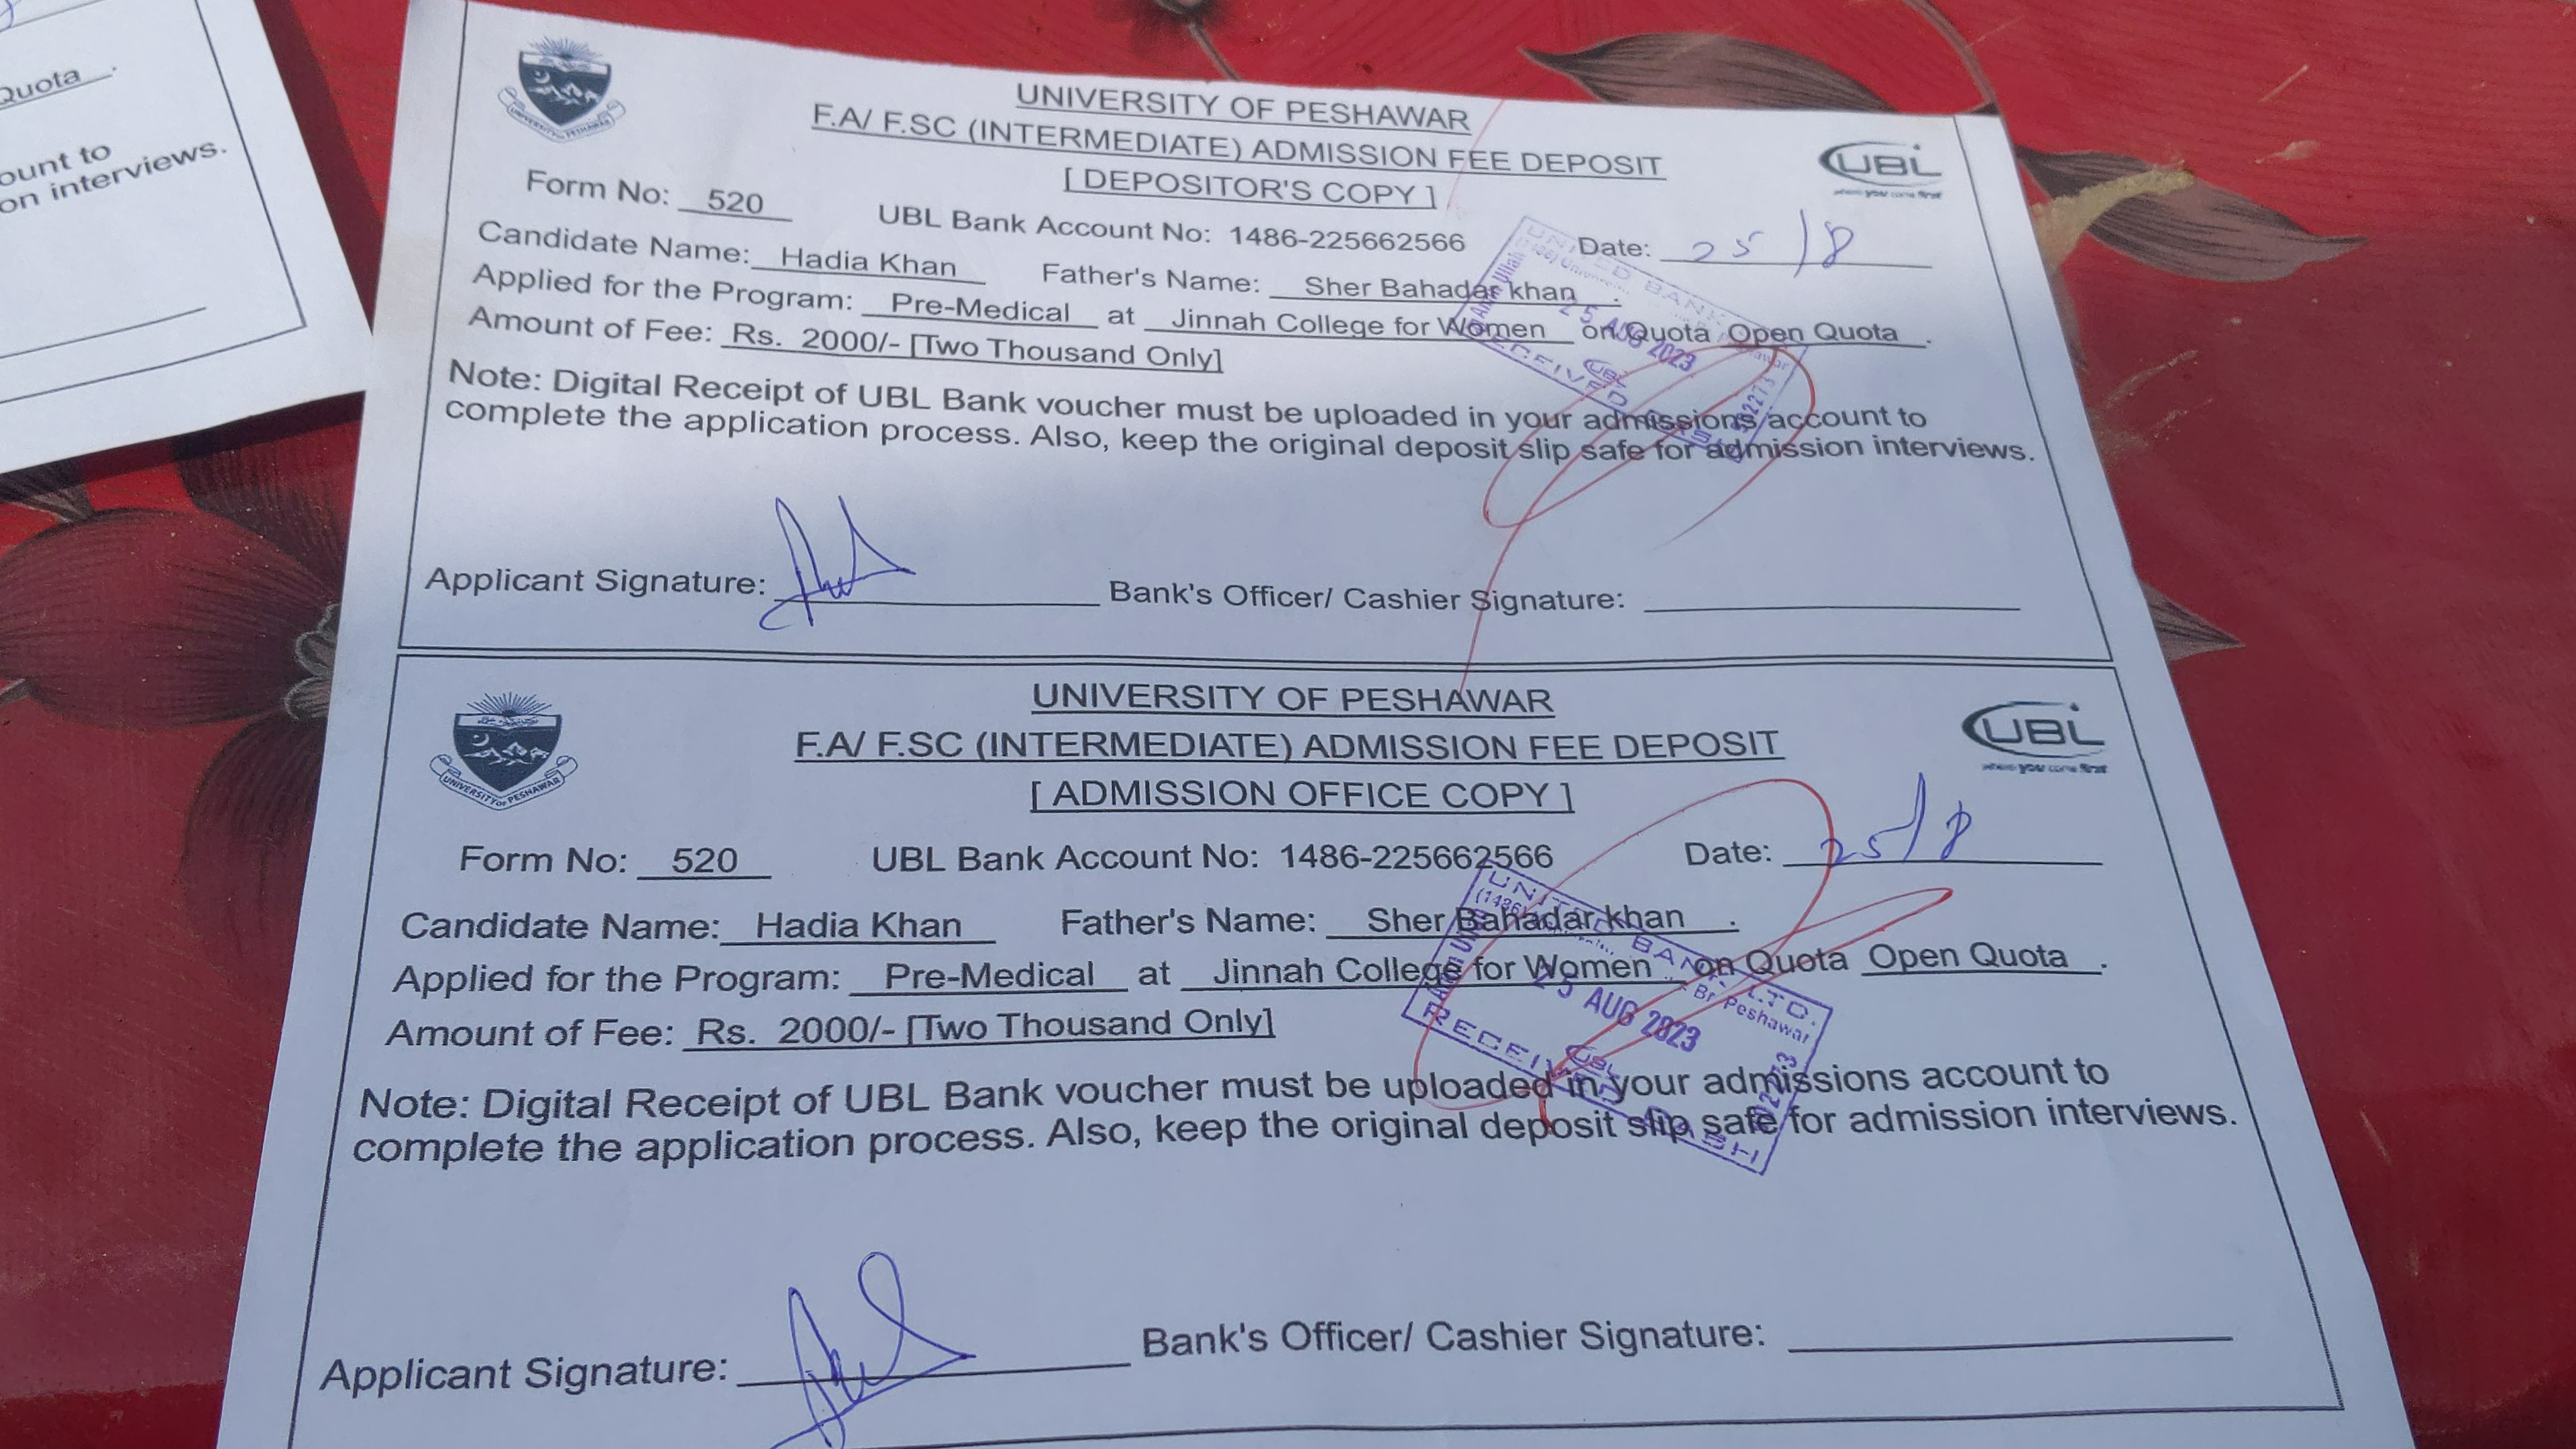 Quota .
ount to
on interviews.
UNIVERSITY OF PESHAWAR
UNIVERSITY OF PESHAWAR
F.A/ F.SC (INTERMEDIATE) ADMISSION FEE DEPOSIT
[ DEPOSITOR'S COPY ]
UBL
where you come first
Form No: 520 UBL Bank Account No: 1486-225662566 Date: 25/8
Candidate Name: Hadia Khan Father's Name: Sher Bahadar khan .
Applied for the Program: Pre-Medical at Jinnah College for Women on Quota Open Quota .
Amount of Fee: Rs. 2000/- [Two Thousand Only]
Note: Digital Receipt of UBL Bank voucher must be uploaded in your admissions account to
complete the application process. Also, keep the original deposit slip safe for admission interviews.
UNITED BANK
25 AUG 2023
UBL
RECEIVED
Applicant Signature: Bank's Officer/ Cashier Signature:
UNIVERSITY OF PESHAWAR
UNIVERSITY OF PESHAWAR
F.A/ F.SC (INTERMEDIATE) ADMISSION FEE DEPOSIT
[ ADMISSION OFFICE COPY ]
UBL
where you come first
Form No: 520 UBL Bank Account No: 1486-225662566 Date: 25/8
Candidate Name: Hadia Khan Father's Name: Sher Bahadar khan .
Applied for the Program: Pre-Medical at Jinnah College for Women on Quota Open Quota .
Amount of Fee: Rs. 2000/- [Two Thousand Only]
Note: Digital Receipt of UBL Bank voucher must be uploaded in your admissions account to
complete the application process. Also, keep the original deposit slip safe for admission interviews.
UNITED BANK LTD.
Br. Peshawar
25 AUG 2023
UBL
RECEIVED CASH
Applicant Signature: Bank's Officer/ Cashier Signature: